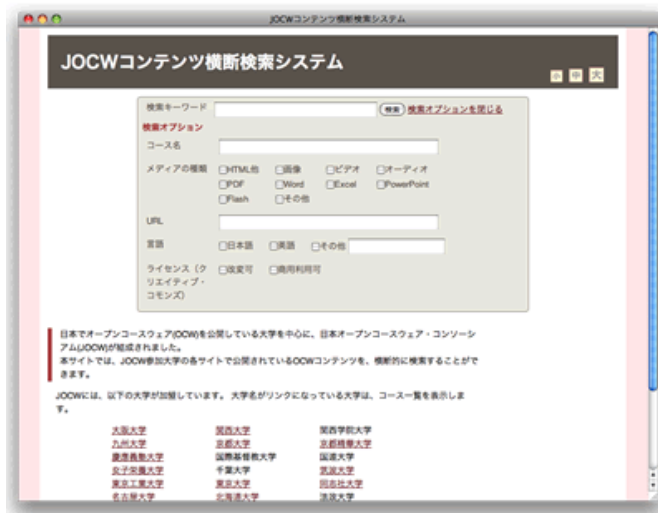 JOCWコンテンツ横断検索システム
JOCWコンテンツ横断検索システム
小 中 大
検索キーワード 検索 検索オプションを閉じる
検索オプション
コース名
メディアの種類 HTML他 画像 ビデオ オーディオ
PDF Word Excel PowerPoint
Flash その他
URL
言語 日本語 英語 その他
ライセンス（ク 改変可 商用利用可
リエイティブ・
コモンズ）
日本でオープンコースウェア(OCW)を公開している大学を中心に、日本オープンコースウェア・コンソーシ
アム(JOCW)が結成されました。
本サイトでは、JOCW参加大学の各サイトで公開されているOCWコンテンツを、横断的に検索することがで
きます。
JOCWには、以下の大学が加盟しています。 大学名がリンクになっている大学は、コース一覧を表示しま
す。
大阪大学 関西大学 関西学院大学
九州大学 京都大学 京都精華大学
慶應義塾大学 国際基督教大学 国連大学
女子栄養大学 千葉大学 筑波大学
東京工業大学 東京大学 同志社大学
名古屋大学 北海道大学 法政大学